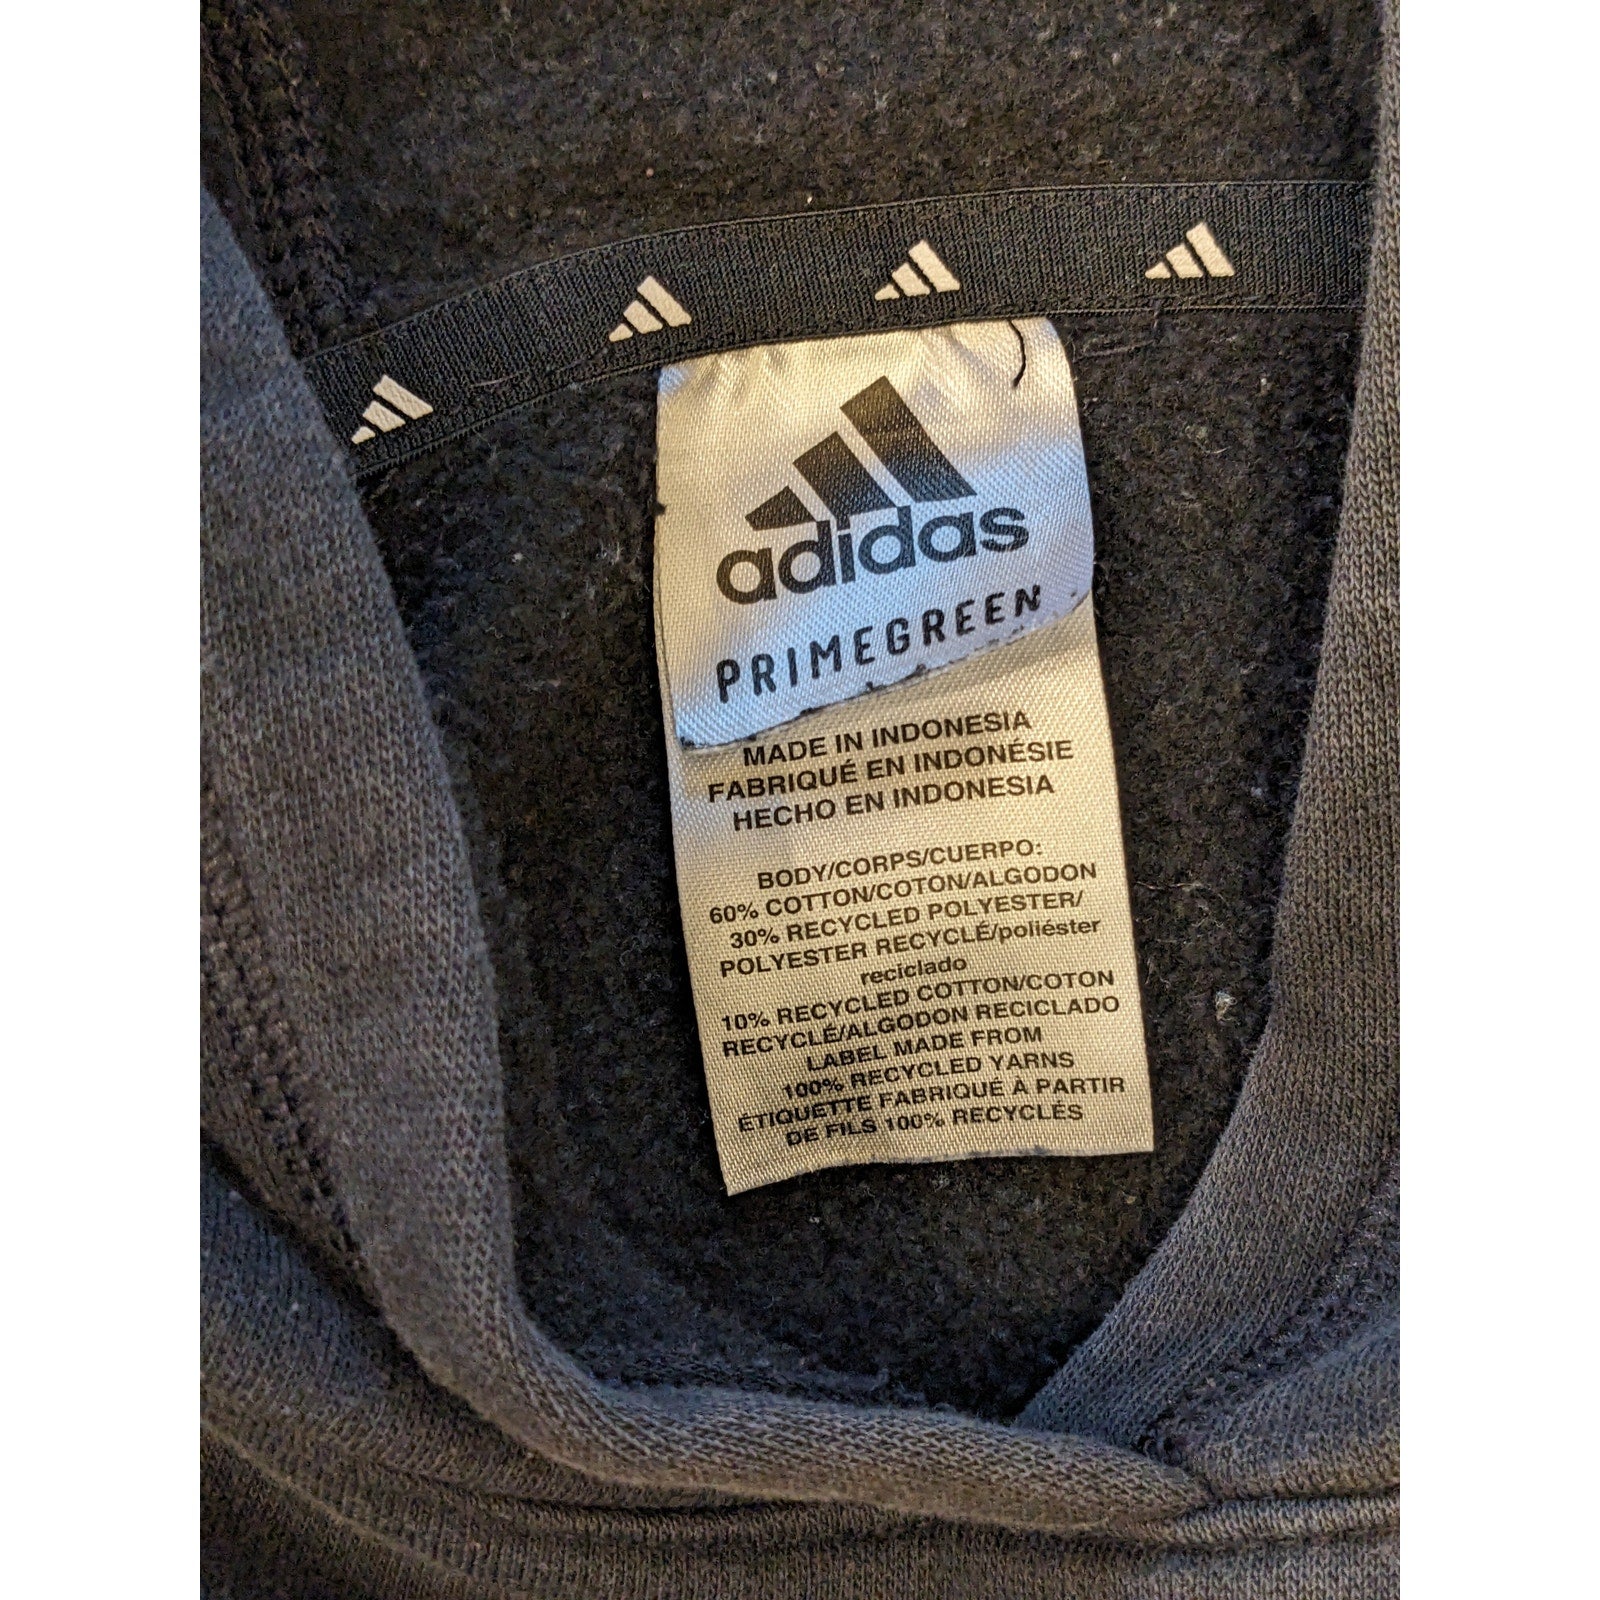 adidas
PRIMEGREEN
MADE IN INDONESIA
FABRIQUÉ EN INDONÉSIE
HECHO EN INDONESIA
BODY/CORPS/CUERPO:
60% COTTON/COTON/ALGODON
30% RECYCLED POLYESTER/
POLYESTER RECYCLÉ/poliéster
reciclado
10% RECYCLED COTTON/COTON
RECYCLÉ/ALGODON RECICLADO
LABEL MADE FROM
100% RECYCLED YARNS
ÉTIQUETTE FABRIQUÉ À PARTIR
DE FILS 100% RECYCLÉS